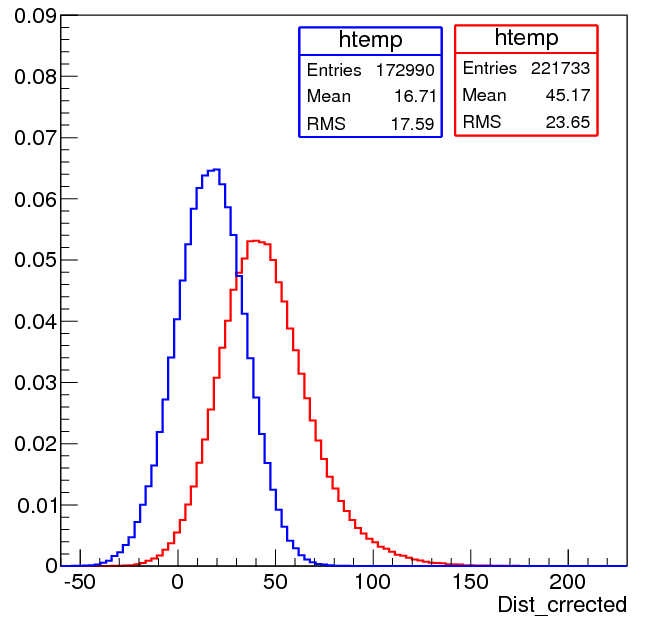 0.09
0.08
0.07
0.06
0.05
0.04
0.03
0.02
0.01
0
htemp
Entries 172990
Mean 16.71
RMS 17.59
htemp
Entries 221733
Mean 45.17
RMS 23.65
-50 0 50 100 150 200
Dist_crrected